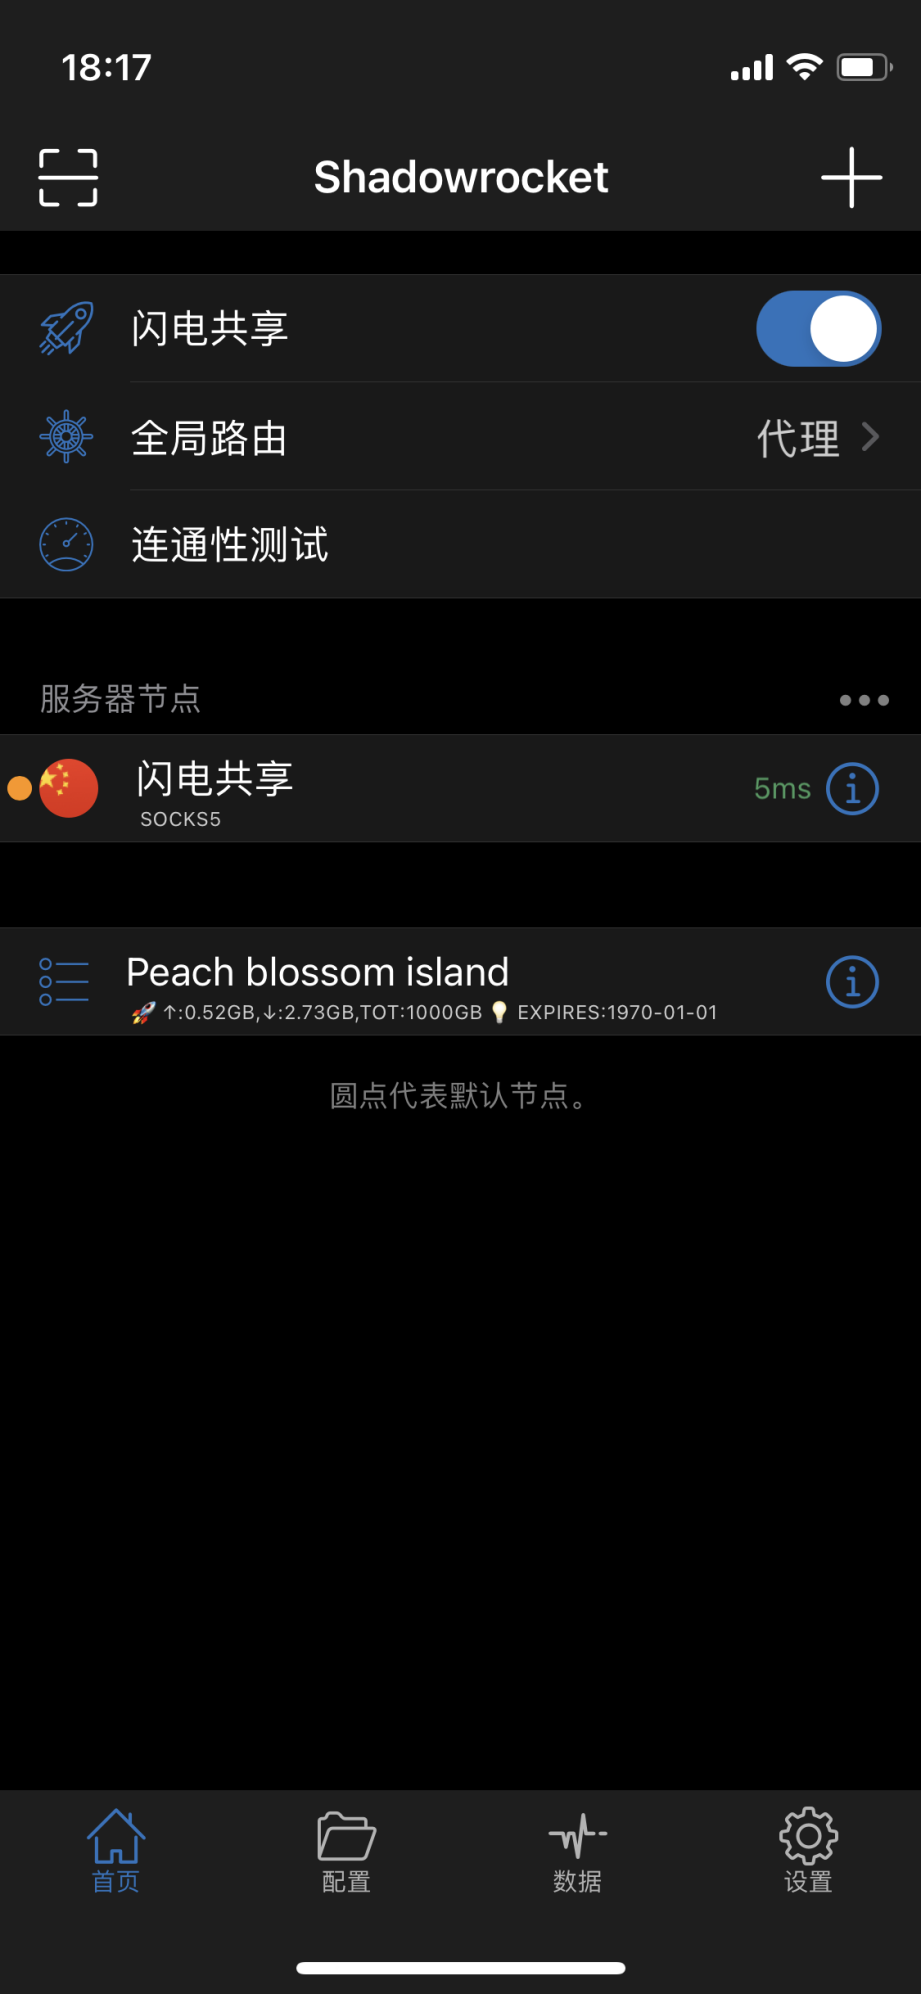 18:17
Shadowrocket
闪电共享
全局路由 代理
连通性测试
服务器节点
闪电共享
SOCKS5
5ms
Peach blossom island
🚀 ↑:0.52GB,↓:2.73GB,TOT:1000GB 💡 EXPIRES:1970-01-01
圆点代表默认节点。
首页 配置 数据 设置